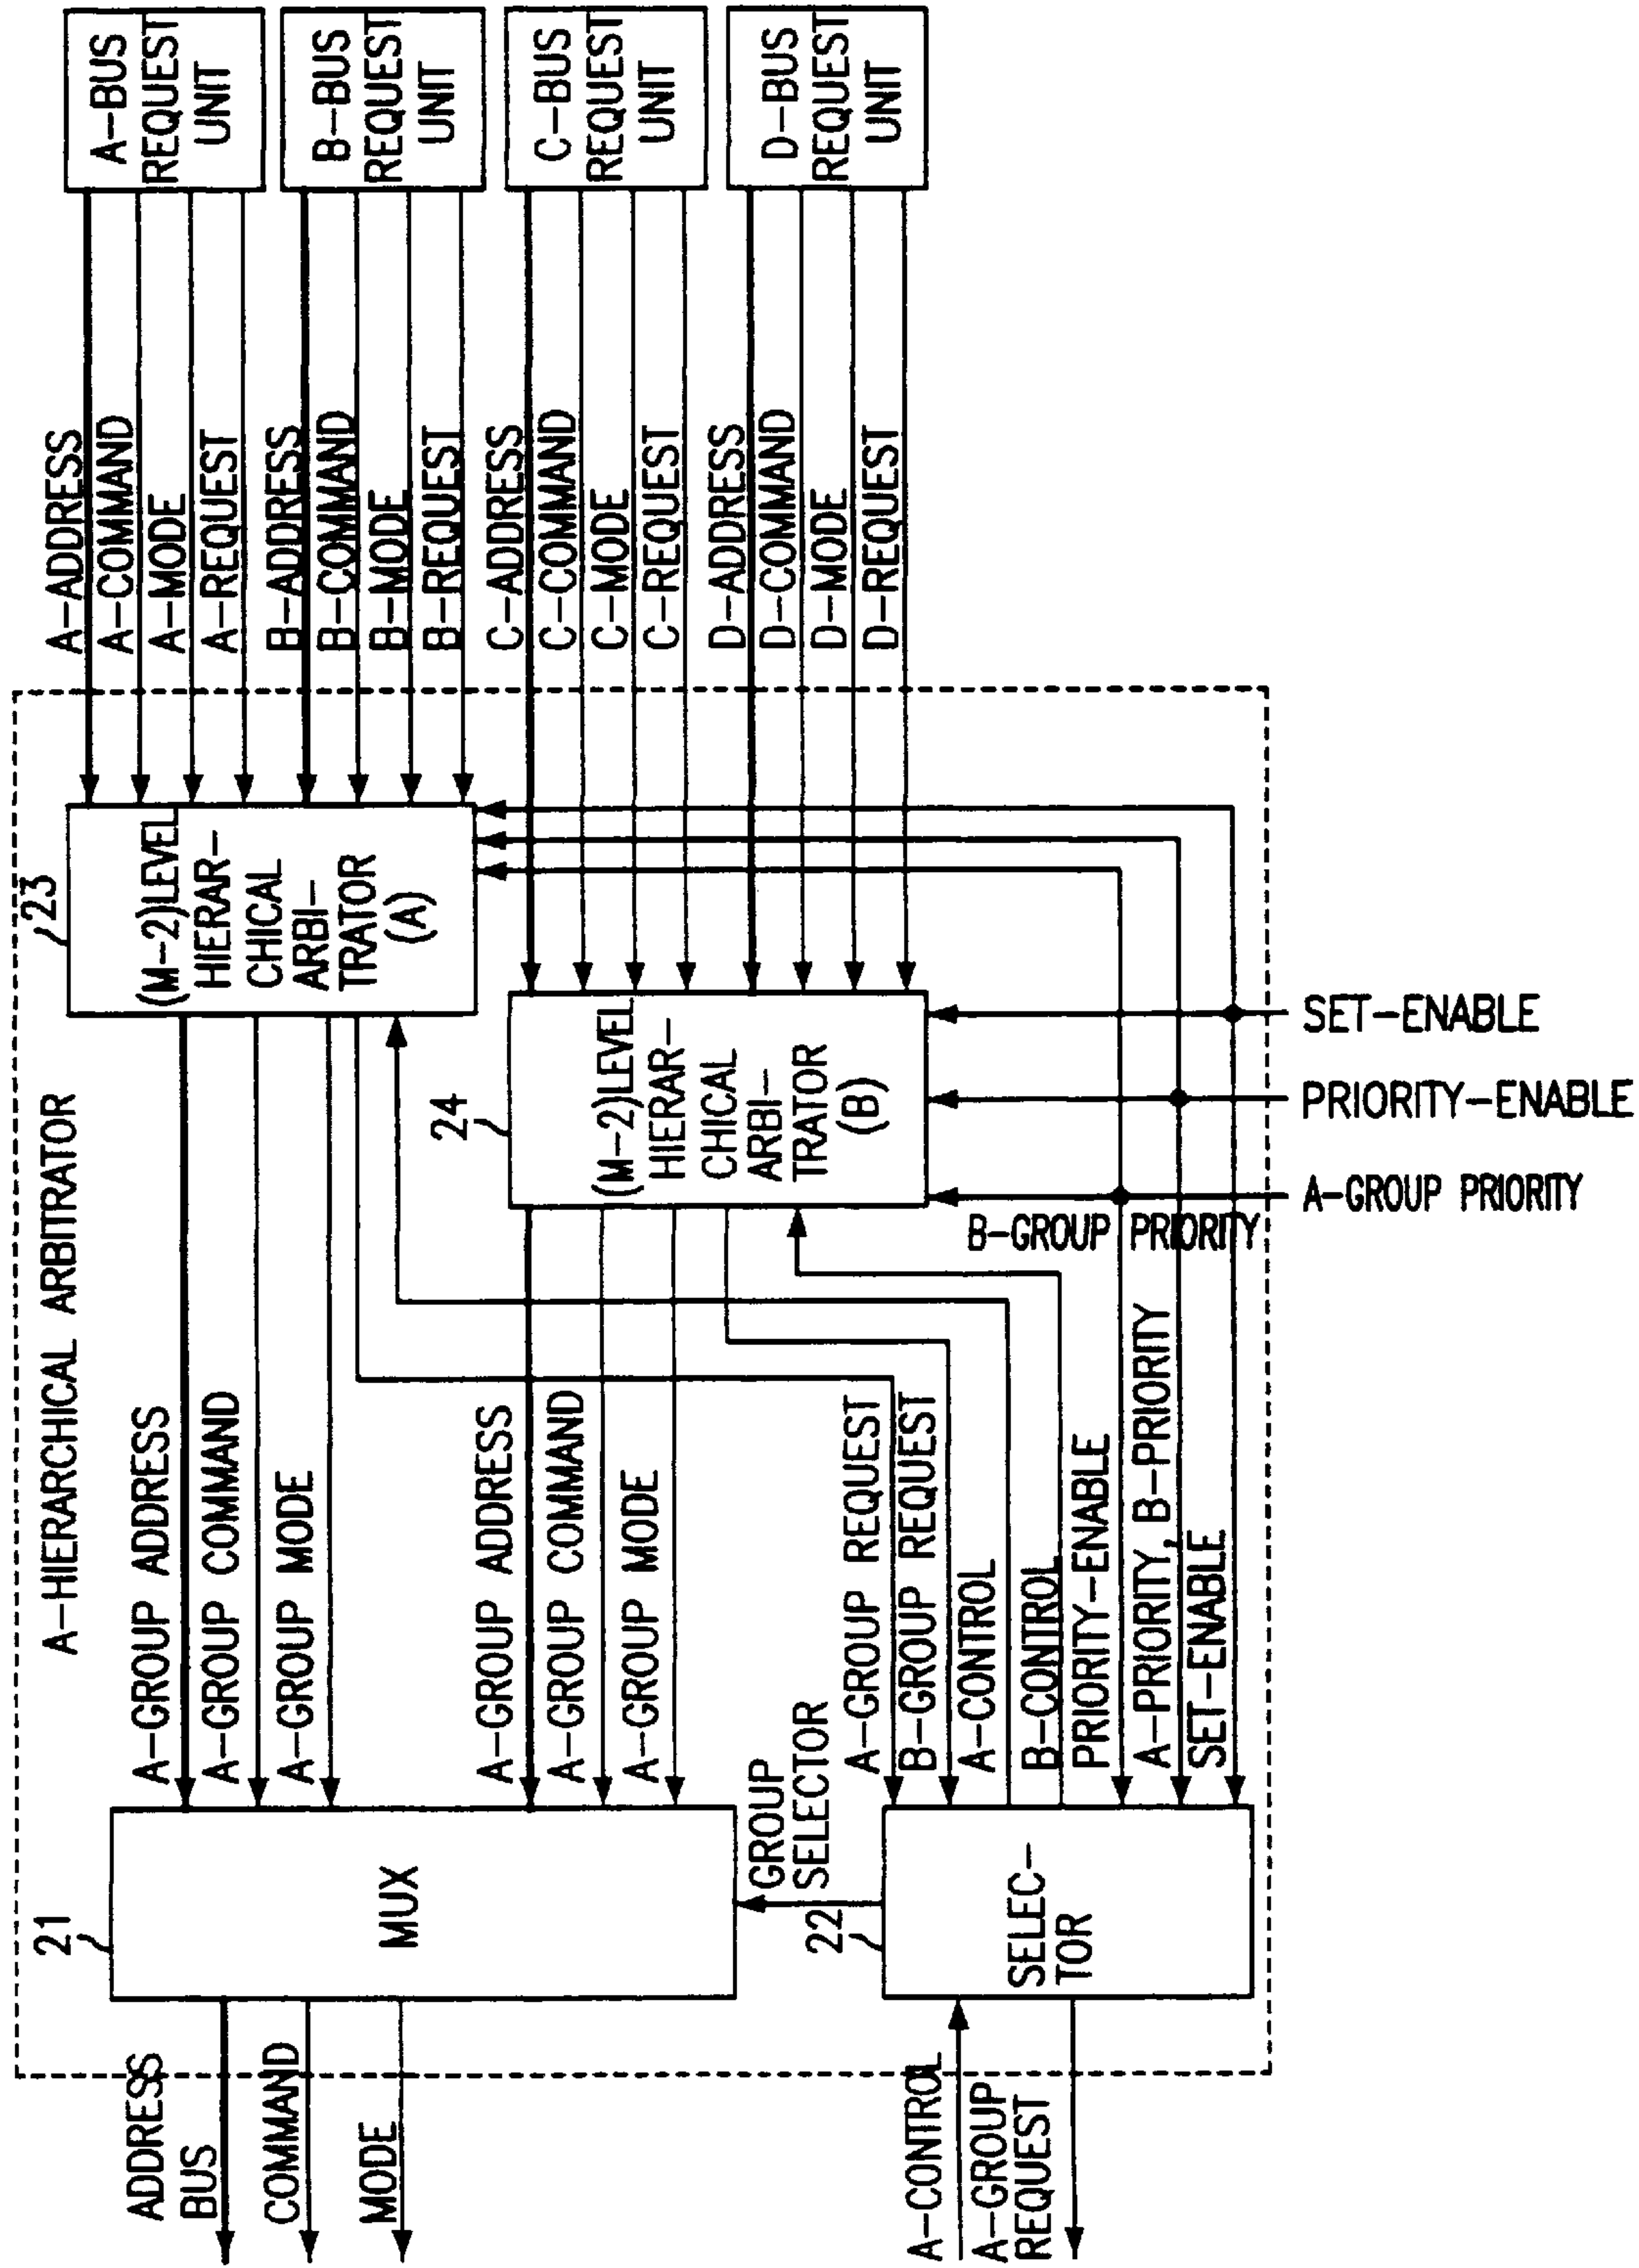 A-BUS
REQUEST
UNIT
B-BUS
REQUEST
UNIT
C-BUS
REQUEST
UNIT
D-BUS
REQUEST
UNIT
A-ADDRESS
A-COMMAND
A-MODE
A-REQUEST
B-ADDRESS
B-COMMAND
B-MODE
B-REQUEST
C-ADDRESS
C-COMMAND
C-MODE
C-REQUEST
D-ADDRESS
D-COMMAND
D-MODE
D-REQUEST
23
(M-2)LEVEL
HIERAR-
CHICAL
ARBI-
TRATOR
(A)
24
(M-2)LEVEL
HIERAR-
CHICAL
ARBI-
TRATOR
(B)
SET-ENABLE
PRIORITY-ENABLE
A-GROUP PRIORITY
B-GROUP PRIORITY
A-HIERARCHICAL ARBITRATOR
A-GROUP ADDRESS
A-GROUP COMMAND
A-GROUP MODE
A-GROUP ADDRESS
A-GROUP COMMAND
A-GROUP MODE
A-GROUP REQUEST
B-GROUP REQUEST
A-CONTROL
B-CONTROL
PRIORITY-ENABLE
A-PRIORITY, B-PRIORITY
SET-ENABLE
21
MUX
GROUP
SELECTOR
22
SELEC-
TOR
ADDRESS
BUS
COMMAND
MODE
A-CONTROL
A-GROUP
REQUEST